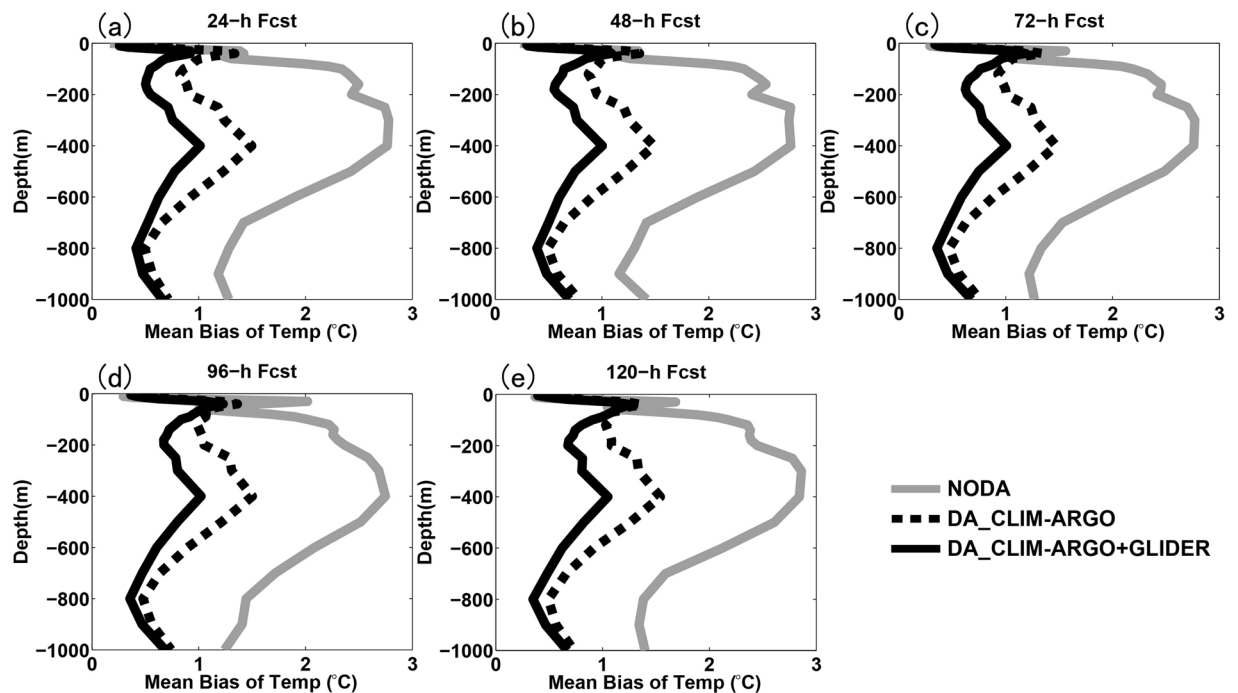 (a) 24−h Fcst
0
−200
−400
−600
−800
−1000
Depth(m)
0 1 2 3
Mean Bias of Temp (°C)
(b) 48−h Fcst
0
−200
−400
−600
−800
−1000
Depth(m)
0 1 2 3
Mean Bias of Temp (°C)
(c) 72−h Fcst
0
−200
−400
−600
−800
−1000
Depth(m)
0 1 2 3
Mean Bias of Temp (°C)
(d) 96−h Fcst
0
−200
−400
−600
−800
−1000
Depth(m)
0 1 2 3
Mean Bias of Temp (°C)
(e) 120−h Fcst
0
−200
−400
−600
−800
−1000
Depth(m)
0 1 2 3
Mean Bias of Temp (°C)
NODA
DA_CLIM-ARGO
DA_CLIM-ARGO+GLIDER